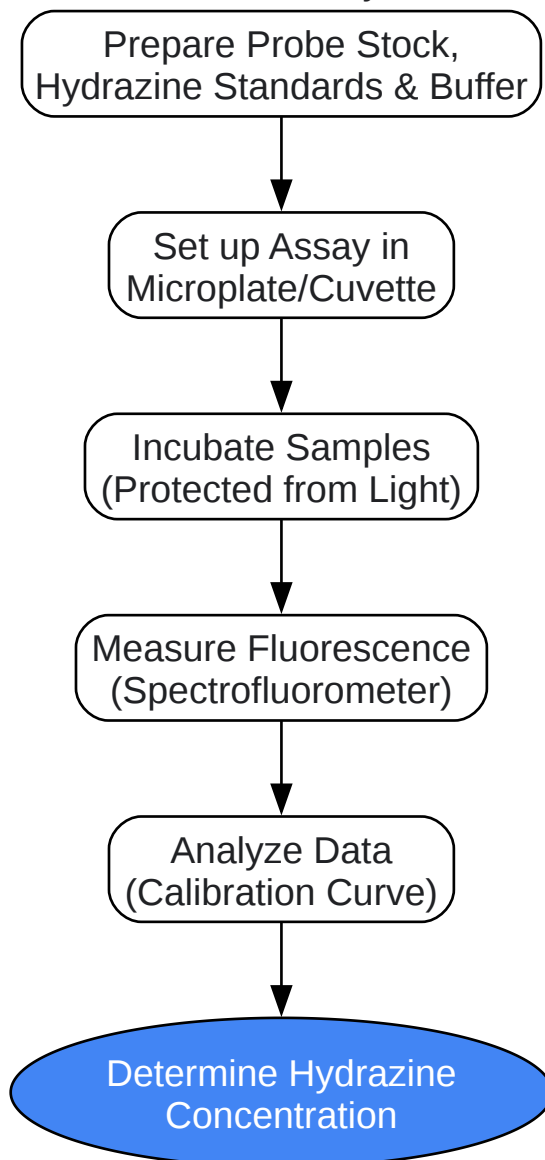 Prepare Probe Stock,
Hydrazine Standards & Buffer
Set up Assay in
Microplate/Cuvette
Incubate Samples
(Protected from Light)
Measure Fluorescence
(Spectrofluorometer)
Analyze Data
(Calibration Curve)
Determine Hydrazine
Concentration